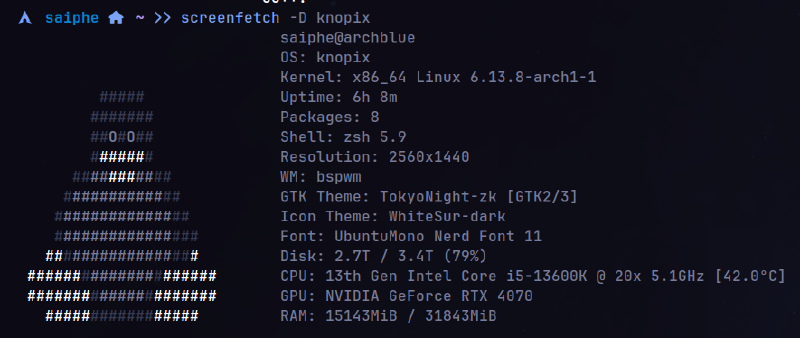 saiphe ~ >> screenfetch -D knopix
saiphe@archblue
OS: knopix
Kernel: x86_64 Linux 6.13.8-arch1-1
##### Uptime: 6h 8m
####### Packages: 8
##O#O## Shell: zsh 5.9
####### Resolution: 2560x1440
########### WM: bspwm
############# GTK Theme: TokyoNight-zk [GTK2/3]
############### Icon Theme: WhiteSur-dark
################ Font: UbuntuMono Nerd Font 11
################# Disk: 2.7T / 3.4T (79%)
##################### CPU: 13th Gen Intel Core i5-13600K @ 20x 5.1GHz [42.0°C]
##################### GPU: NVIDIA GeForce RTX 4070
################# RAM: 15143MiB / 31843MiB